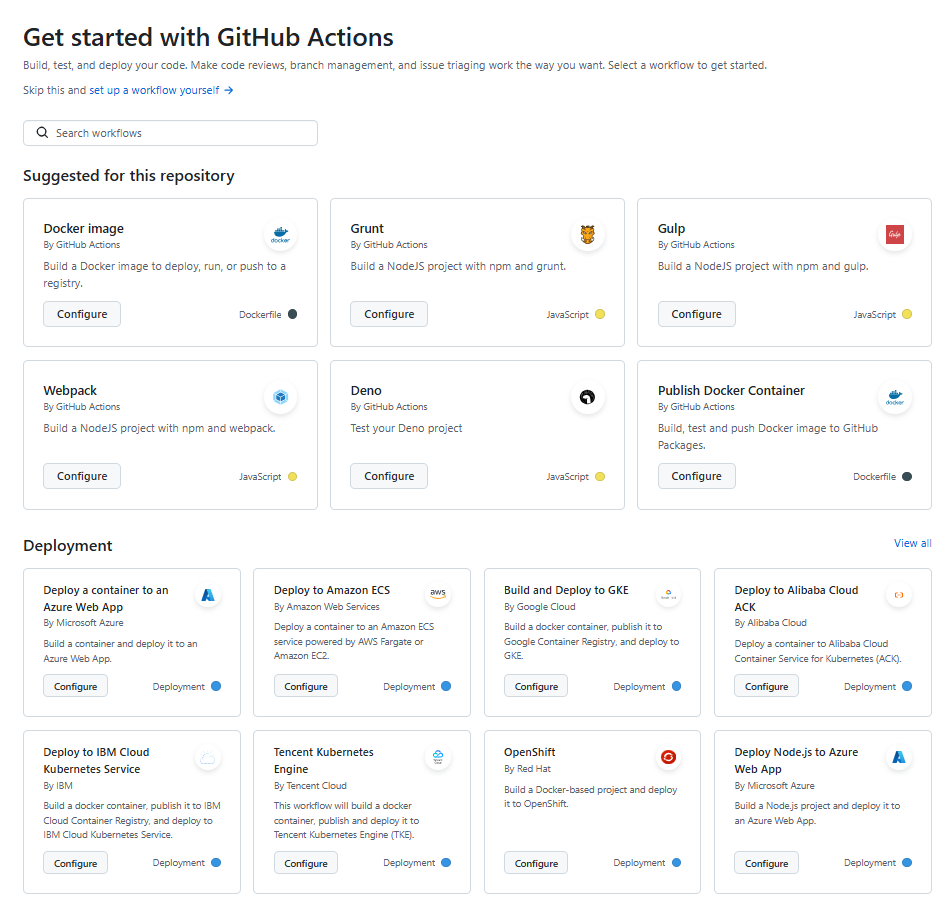 Get started with GitHub Actions
Build, test, and deploy your code. Make code reviews, branch management, and issue triaging work the way you want. Select a workflow to get started.
Skip this and set up a workflow yourself →
Search workflows
Suggested for this repository
Docker image
By GitHub Actions
docker
Build a Docker image to deploy, run, or push to a
registry.
Configure
Dockerfile
Grunt
By GitHub Actions
Build a NodeJS project with npm and grunt.
Configure
JavaScript
Gulp
By GitHub Actions
Gulp
Build a NodeJS project with npm and gulp.
Configure
JavaScript
Webpack
By GitHub Actions
Build a NodeJS project with npm and webpack.
Configure
JavaScript
Deno
By GitHub Actions
Test your Deno project
Configure
JavaScript
Publish Docker Container
By GitHub Actions
docker
Build, test and push Docker image to GitHub
Packages.
Configure
Dockerfile
Deployment
View all
Deploy a container to an
Azure Web App
By Microsoft Azure
Build a container and deploy it to an
Azure Web App.
Configure
Deployment
Deploy to Amazon ECS
By Amazon Web Services
aws
Deploy a container to an Amazon ECS
service powered by AWS Fargate or
Amazon EC2.
Configure
Deployment
Build and Deploy to GKE
By Google Cloud
Build a docker container, publish it to
Google Container Registry, and deploy to
GKE.
Configure
Deployment
Deploy to Alibaba Cloud
ACK
By Alibaba Cloud
Deploy a container to Alibaba Cloud
Container Service for Kubernetes (ACK).
Configure
Deployment
Deploy to IBM Cloud
Kubernetes Service
By IBM
Build a docker container, publish it to IBM
Cloud Container Registry, and deploy to
IBM Cloud Kubernetes Service.
Configure
Deployment
Tencent Kubernetes
Engine
By Tencent Cloud
This workflow will build a docker
container, publish and deploy it to
Tencent Kubernetes Engine (TKE).
Configure
Deployment
OpenShift
By Red Hat
Build a Docker-based project and deploy
it to OpenShift.
Configure
Deployment
Deploy Node.js to Azure
Web App
By Microsoft Azure
Build a Node.js project and deploy it to
an Azure Web App.
Configure
Deployment